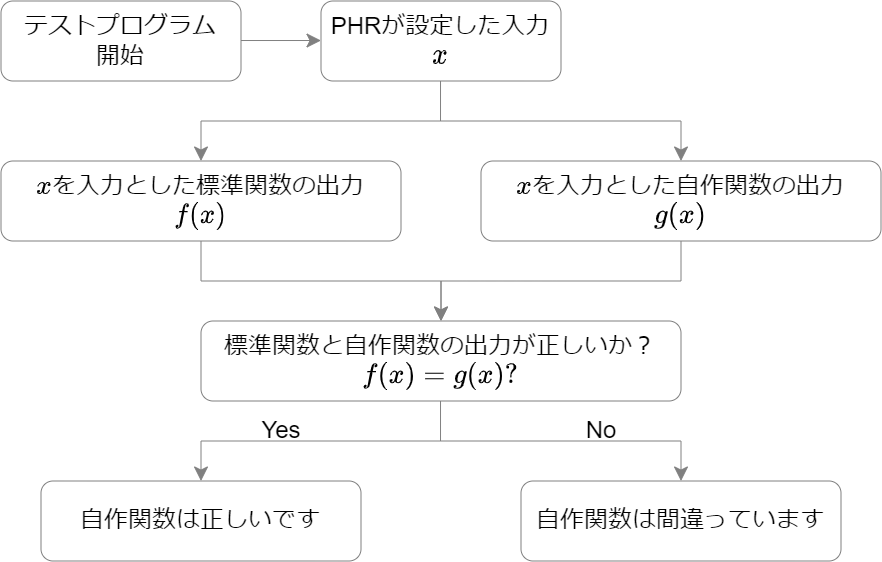 テストプログラム
開始
PHRが設定した入力
x
xを入力とした標準関数の出力
f(x)
xを入力とした自作関数の出力
g(x)
標準関数と自作関数の出力が正しいか？
f(x) = g(x)?
Yes
No
自作関数は正しいです
自作関数は間違っています